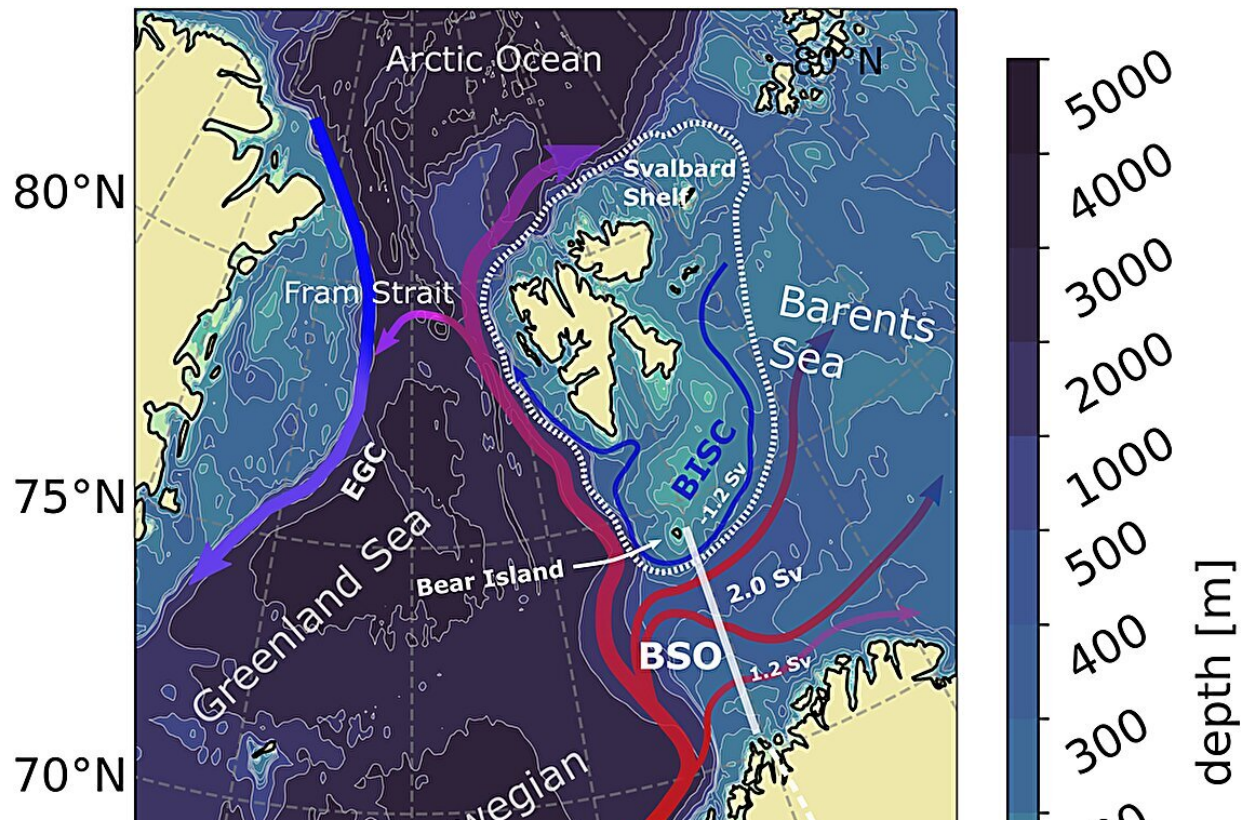 Arctic Ocean
80° N
80°N
Svalbard
Shelf
Fram Strait
Barents
Sea
BISC
-1.2 Sv
EGC
75°N
Greenland Sea
Bear Island
2.0 Sv
BSO
1.2 Sv
70°N
5000
4000
3000
2000
1000
500
400
300
depth [m]